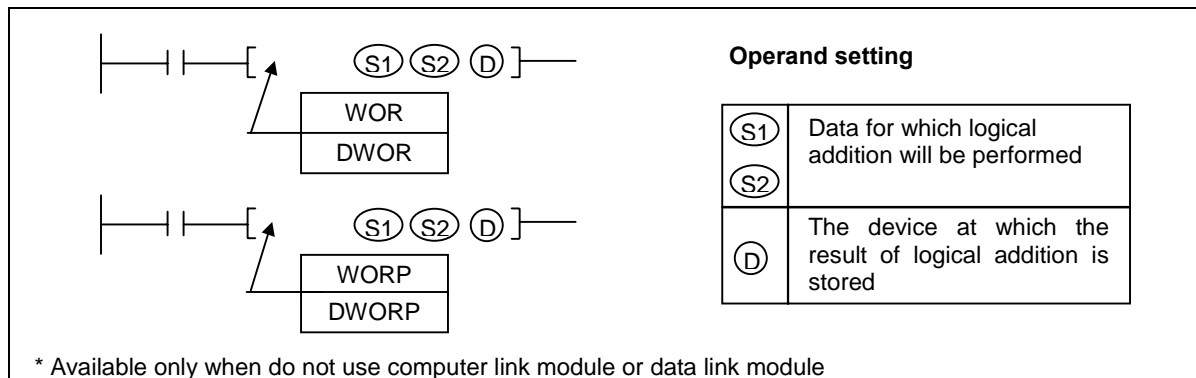 S1 S2 D
WOR
DWOR
S1 S2 D
WORP
DWORP
Operand setting
S1
S2
Data for which logical
addition will be performed
D
The device at which the
result of logical addition is
stored
* Available only when do not use computer link module or data link module